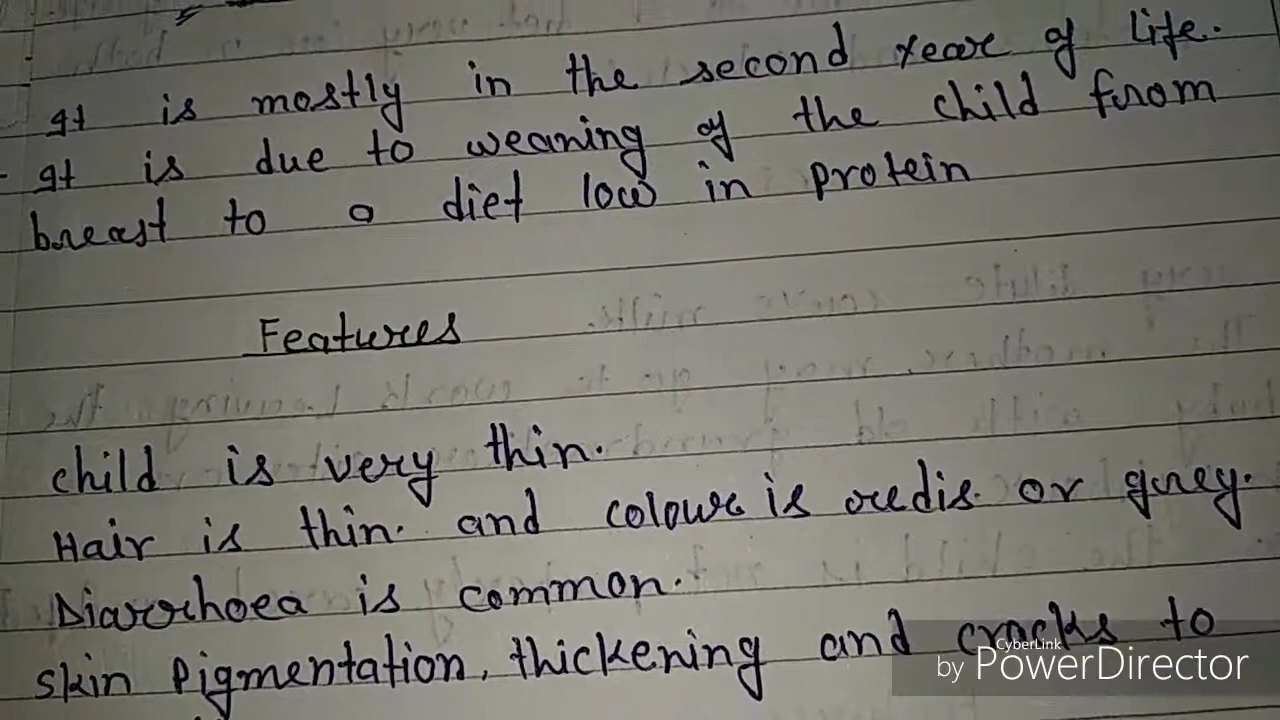 It is mostly in the second year of life.
- It is due to weaning of the child from
breast to a diet low in protein
Features
child is very thin.
Hair is thin. and colour is redis or grey.
Diarrhoea is common.
skin Pigmentation, thickening and cracks to
CyberLink
by PowerDirector